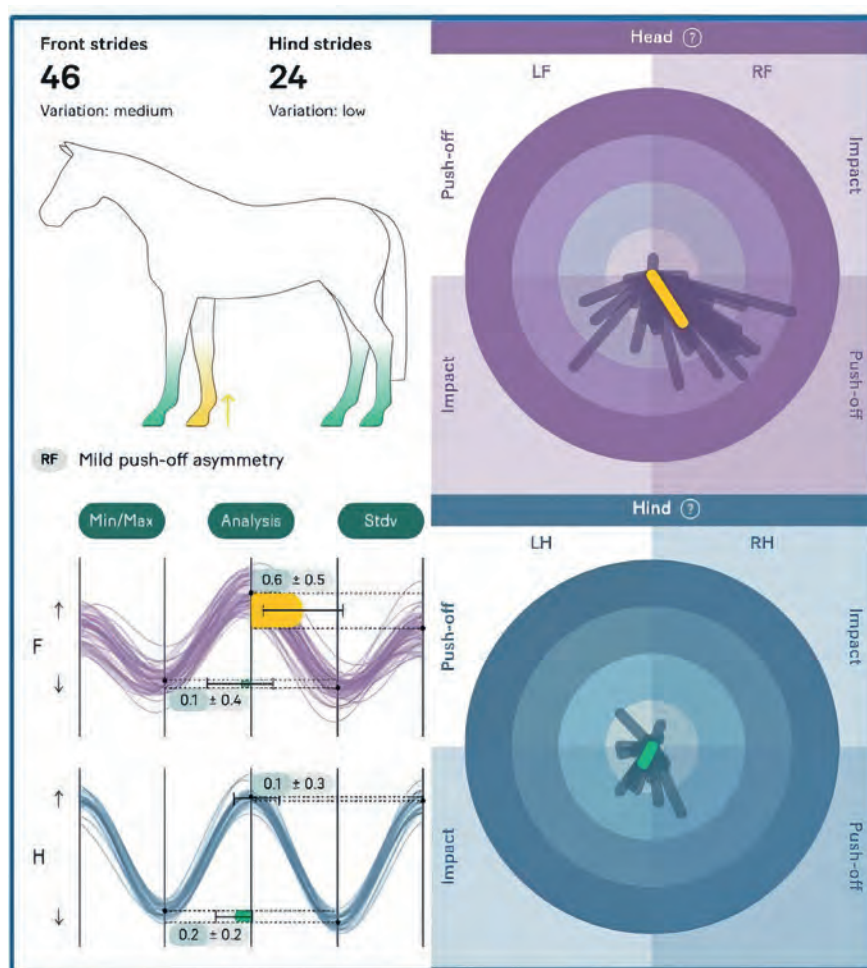 Front strides
46
Variation: medium
Hind strides
24
Variation: low
RF Mild push-off asymmetry
Min/Max
Analysis
Stdv
F
0.6 ± 0.5
0.1 ± 0.4
H
0.1 ± 0.3
0.2 ± 0.2
Head ?
LF
RF
Push-off
Impact
Impact
Push-off
Hind ?
LH
RH
Push-off
Impact
Impact
Push-off